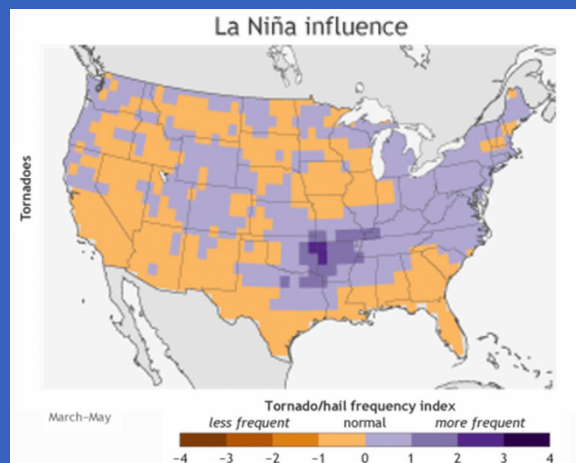 La Niña influence
Tornadoes
March–May
Tornado/hail frequency index
less frequent normal more frequent
−4 −3 −2 −1 0 1 2 3 4